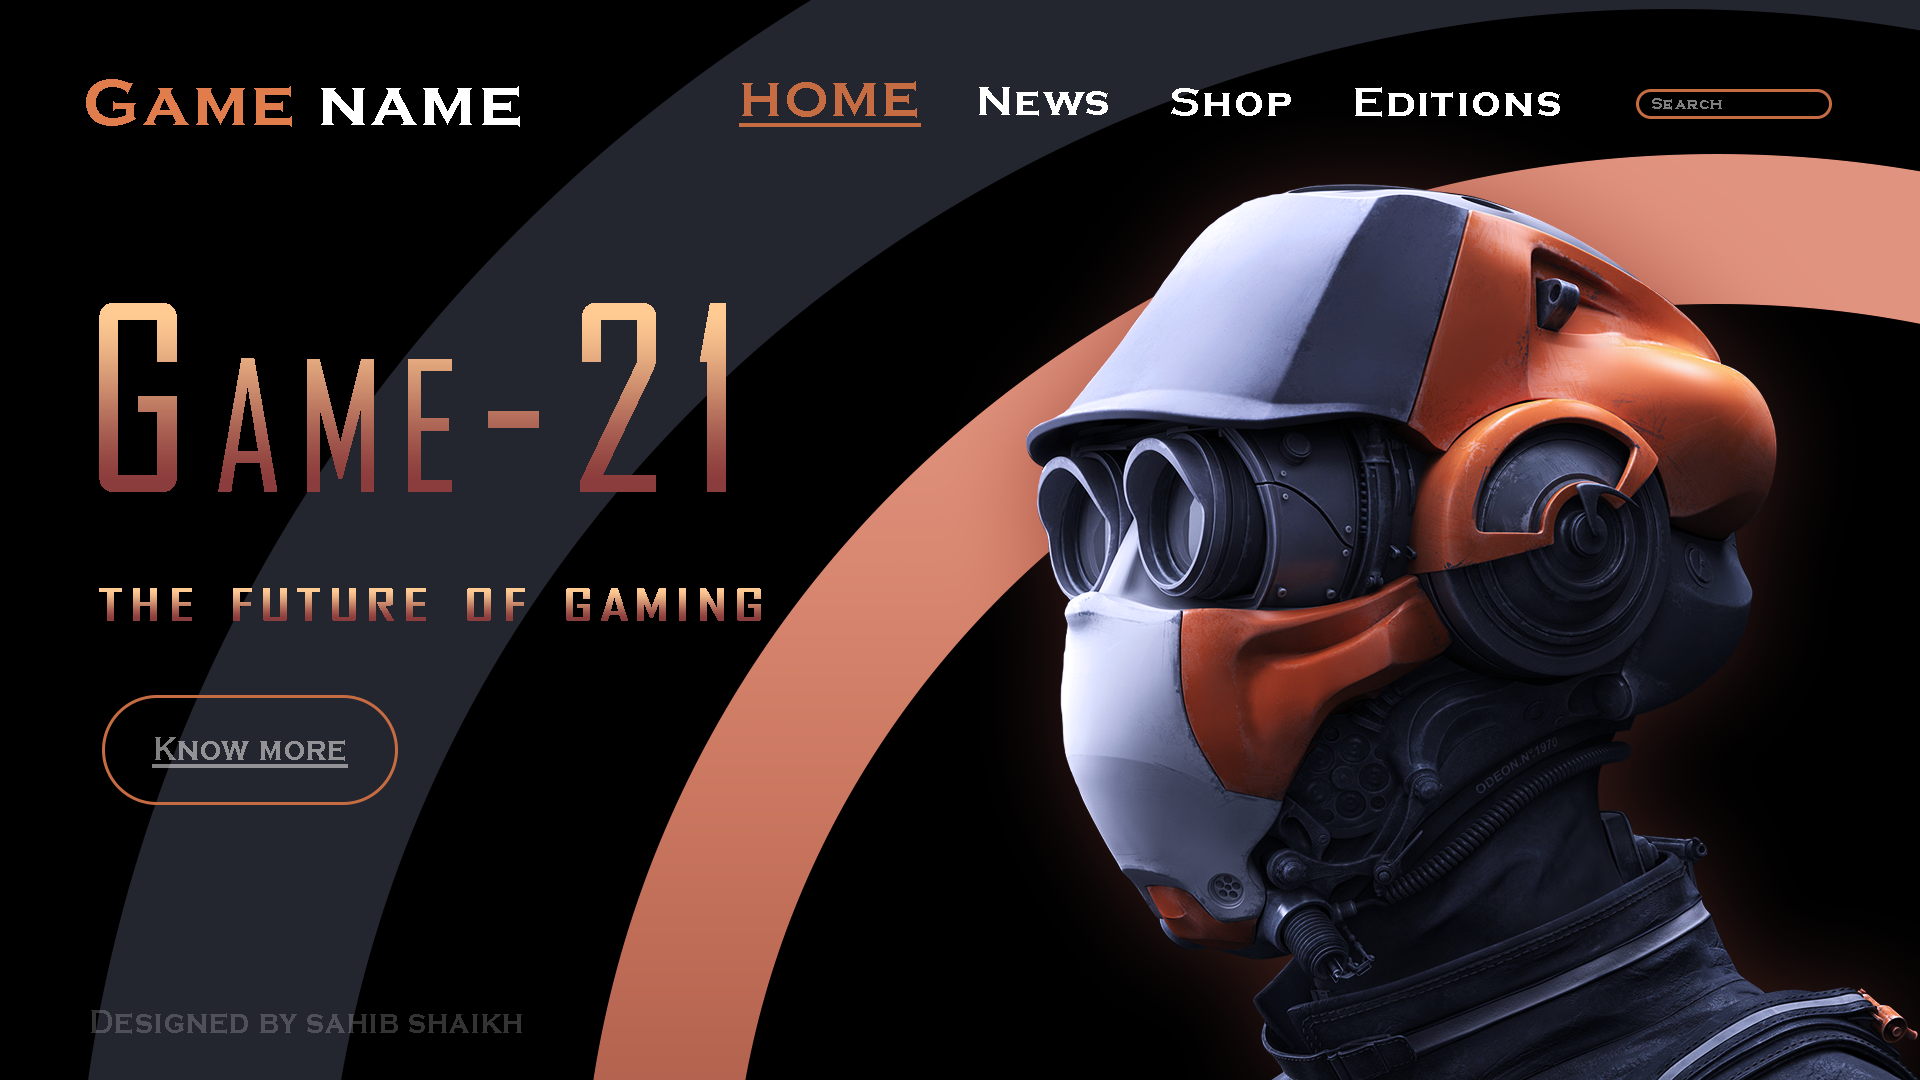 GAME NAME
HOME NEWS SHOP EDITIONS SEARCH
GAME-21
THE FUTURE OF GAMING
KNOW MORE
ODEON.Nº1970
DESIGNED BY SAHIB SHAIKH